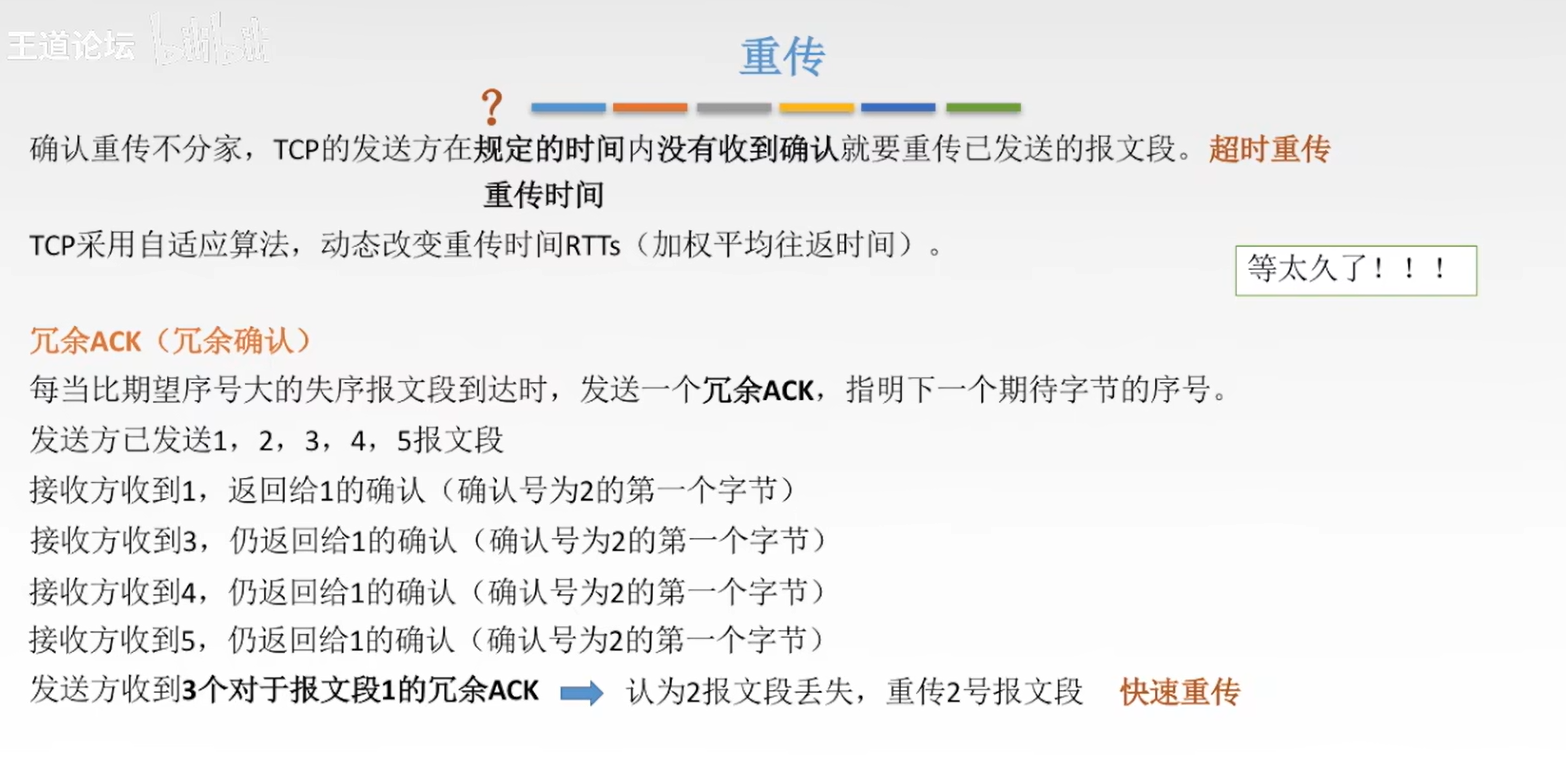 王道论坛 bilibili
重传
?
确认重传不分家，TCP的发送方在规定的时间内没有收到确认就要重传已发送的报文段。超时重传
重传时间
TCP采用自适应算法，动态改变重传时间RTTs（加权平均往返时间）。
等太久了！！！
冗余ACK（冗余确认）
每当比期望序号大的失序报文段到达时，发送一个冗余ACK，指明下一个期待字节的序号。
发送方已发送1，2，3，4，5报文段
接收方收到1，返回给1的确认（确认号为2的第一个字节）
接收方收到3，仍返回给1的确认（确认号为2的第一个字节）
接收方收到4，仍返回给1的确认（确认号为2的第一个字节）
接收方收到5，仍返回给1的确认（确认号为2的第一个字节）
发送方收到3个对于报文段1的冗余ACK 认为2报文段丢失，重传2号报文段 快速重传